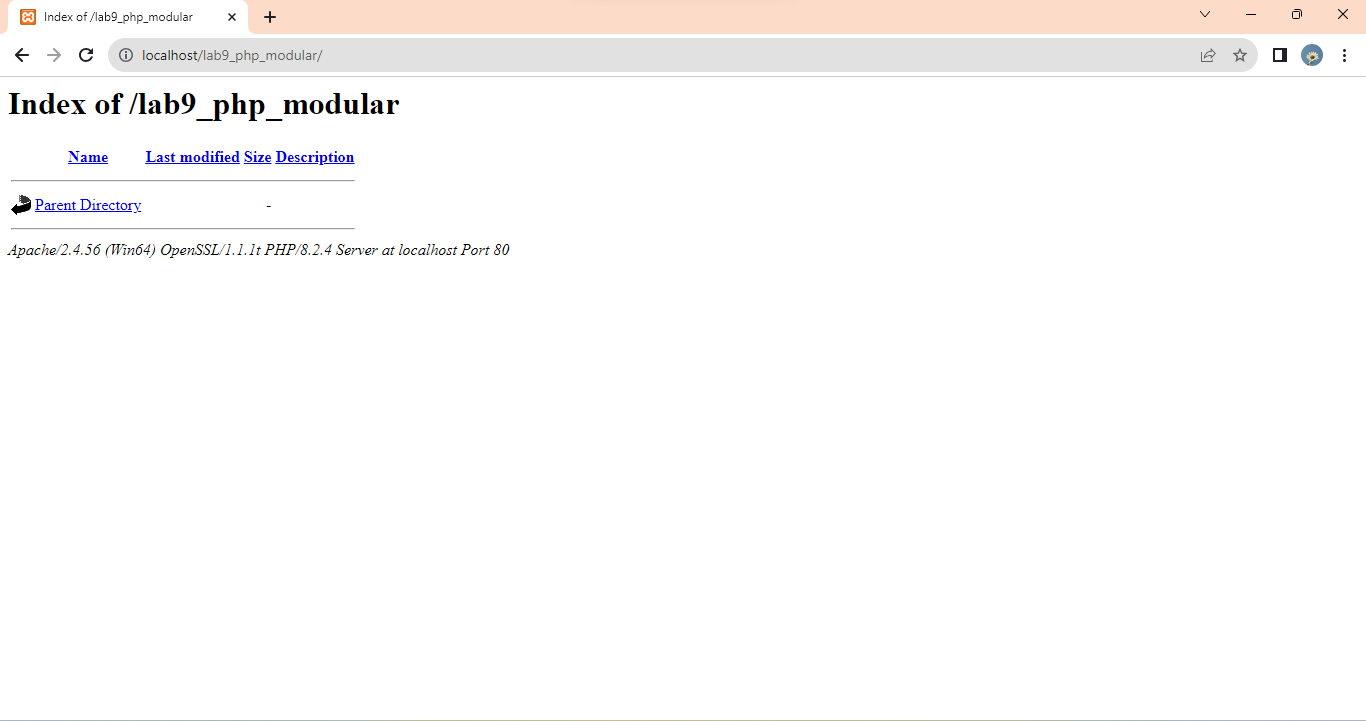 Index of /lab9_php_modular
localhost/lab9_php_modular/
Index of /lab9_php_modular
Name Last modified Size Description
Parent Directory -
Apache/2.4.56 (Win64) OpenSSL/1.1.1t PHP/8.2.4 Server at localhost Port 80